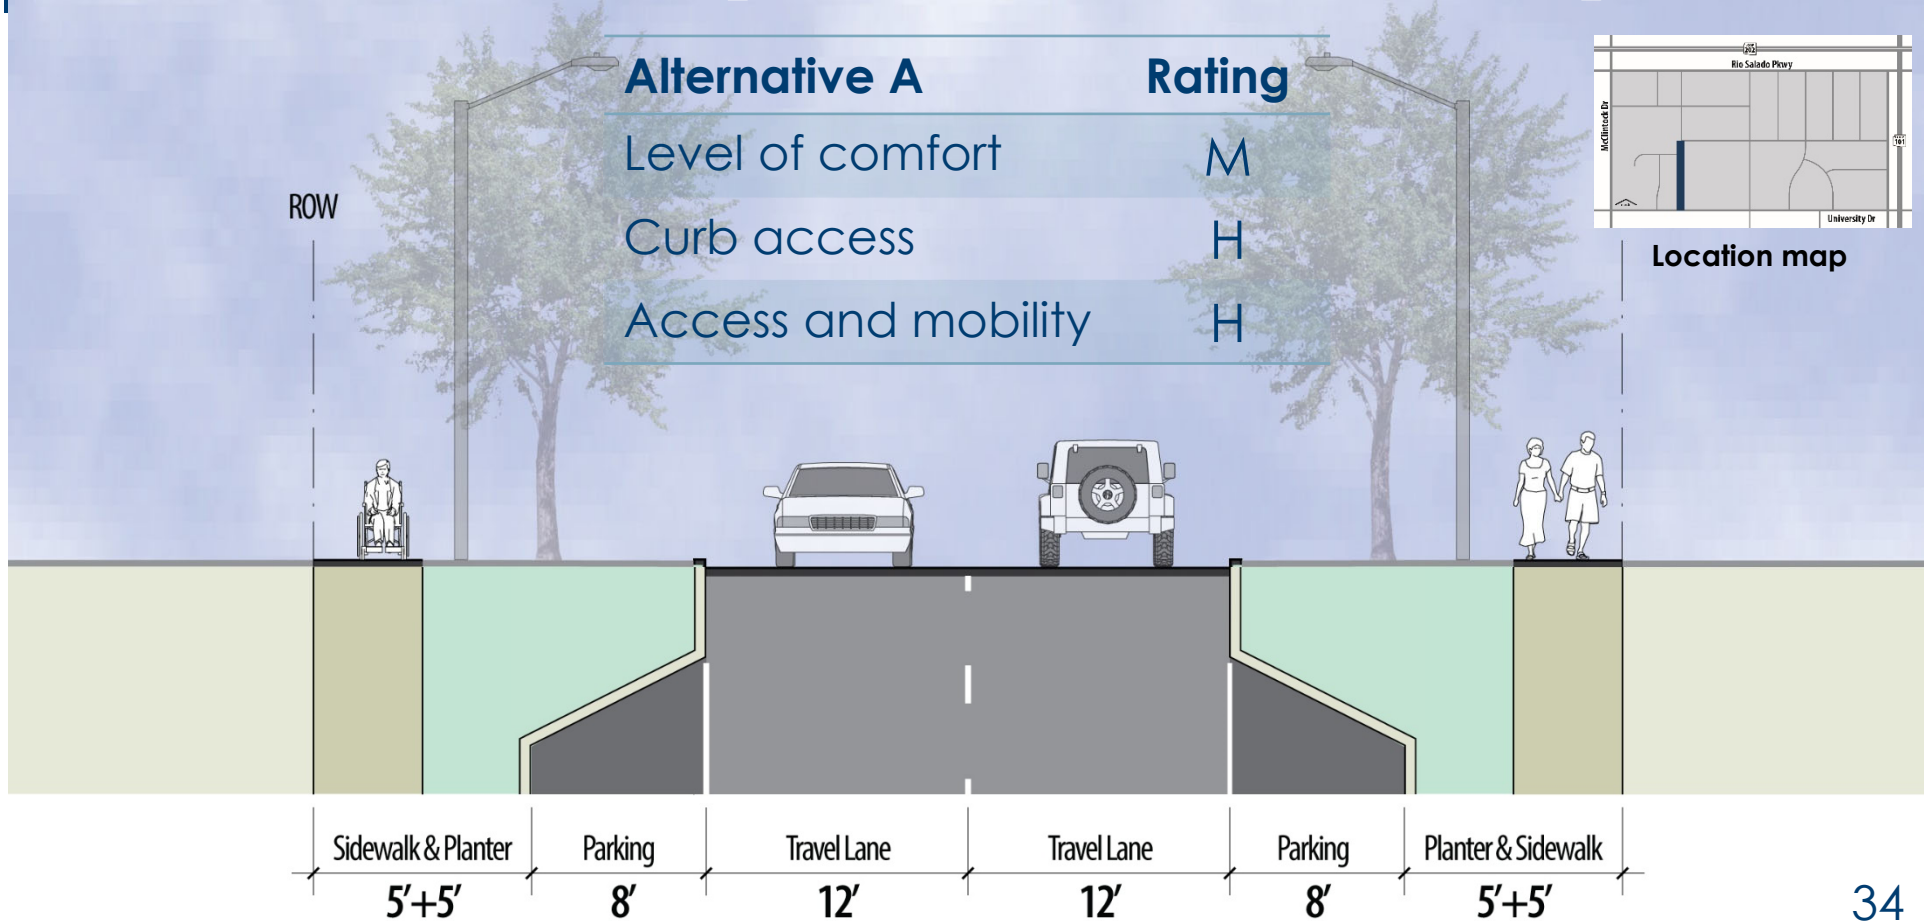 Alternative A Rating
Level of comfort M
Curb access H
Access and mobility H
ROW
202
Rio Salado Pkwy
McClintock Dr
101
University Dr
Location map
Sidewalk & Planter Parking Travel Lane Travel Lane Parking Planter & Sidewalk
5'+5' 8' 12' 12' 8' 5'+5'
34